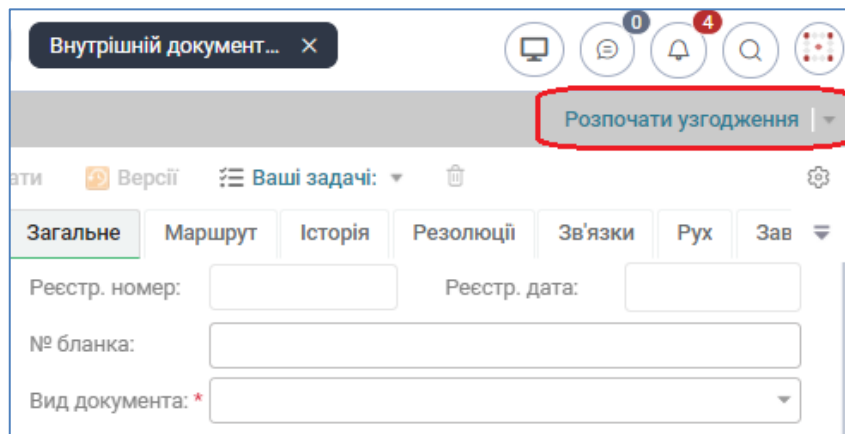 Внутрішній документ... ×
0
4
Розпочати узгодження
ати Версії Ваші задачі:
Загальне Маршрут Історія Резолюції Зв'язки Рух Зав
Реєстр. номер: Реєстр. дата:
№ бланка:
Вид документа: *